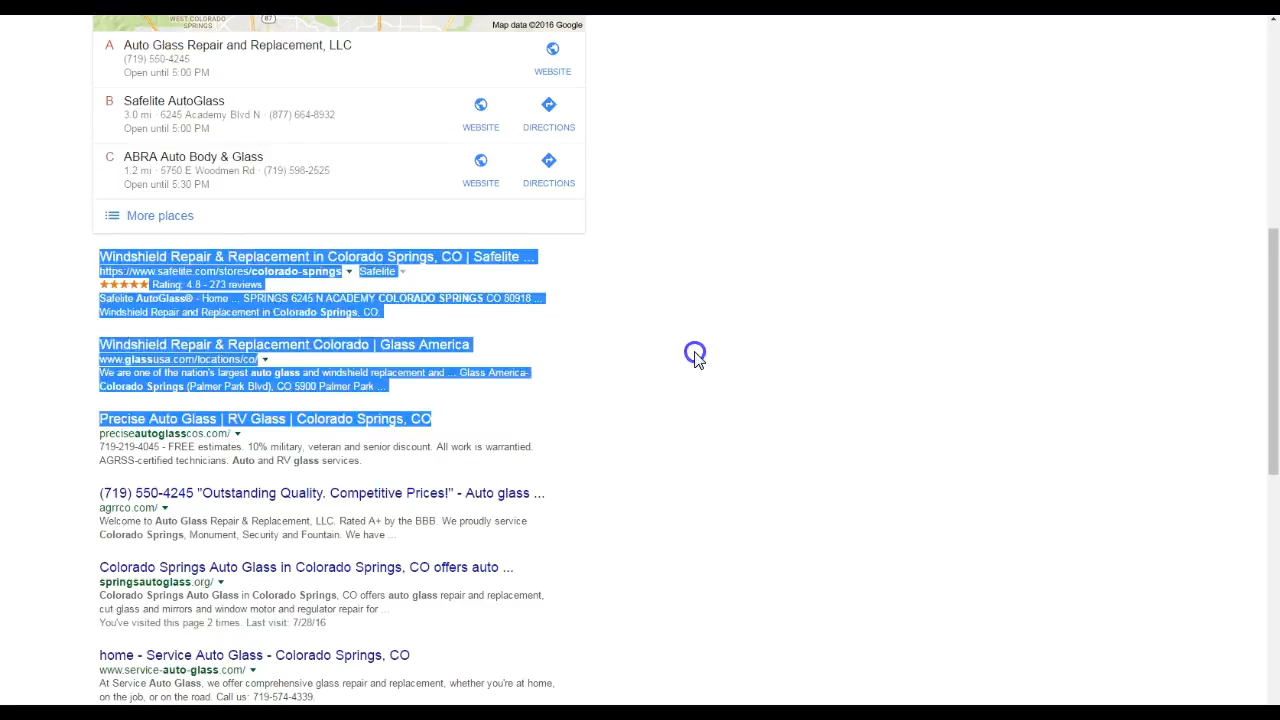 WEST COLORADO
SPRINGS
87
Map data ©2016 Google
A Auto Glass Repair and Replacement, LLC
(719) 550-4245
Open until 5:00 PM
WEBSITE
B Safelite AutoGlass
3.0 mi · 6245 Academy Blvd N · (877) 664-8932
Open until 5:00 PM
WEBSITE DIRECTIONS
C ABRA Auto Body & Glass
1.2 mi · 5750 E Woodmen Rd · (719) 598-2525
Open until 5:30 PM
WEBSITE DIRECTIONS
More places
Windshield Repair & Replacement in Colorado Springs, CO | Safelite ...
https://www.safelite.com/stores/colorado-springs Safelite
Rating: 4.8 - 273 reviews
Safelite AutoGlass® - Home ... SPRINGS 6245 N ACADEMY COLORADO SPRINGS CO 80918 ...
Windshield Repair and Replacement in Colorado Springs, CO.
Windshield Repair & Replacement Colorado | Glass America
www.glassusa.com/locations/co/
We are one of the nation's largest auto glass and windshield replacement and ... Glass America-
Colorado Springs (Palmer Park Blvd), CO 5900 Palmer Park ...
Precise Auto Glass | RV Glass | Colorado Springs, CO
preciseautoglasscos.com/
719-219-4045 - FREE estimates. 10% military, veteran and senior discount. All work is warrantied.
AGRSS-certified technicians. Auto and RV glass services.
(719) 550-4245 "Outstanding Quality. Competitive Prices!" - Auto glass ...
agrrco.com/
Welcome to Auto Glass Repair & Replacement, LLC. Rated A+ by the BBB. We proudly service
Colorado Springs, Monument, Security and Fountain. We have ...
Colorado Springs Auto Glass in Colorado Springs, CO offers auto ...
springsautoglass.org/
Colorado Springs Auto Glass in Colorado Springs, CO offers auto glass repair and replacement,
cut glass and mirrors and window motor and regulator repair for ...
You've visited this page 2 times. Last visit: 7/28/16
home - Service Auto Glass - Colorado Springs, CO
www.service-auto-glass.com/
At Service Auto Glass, we offer comprehensive glass repair and replacement, whether you're at home,
on the job, or on the road. Call us: 719-574-4339.